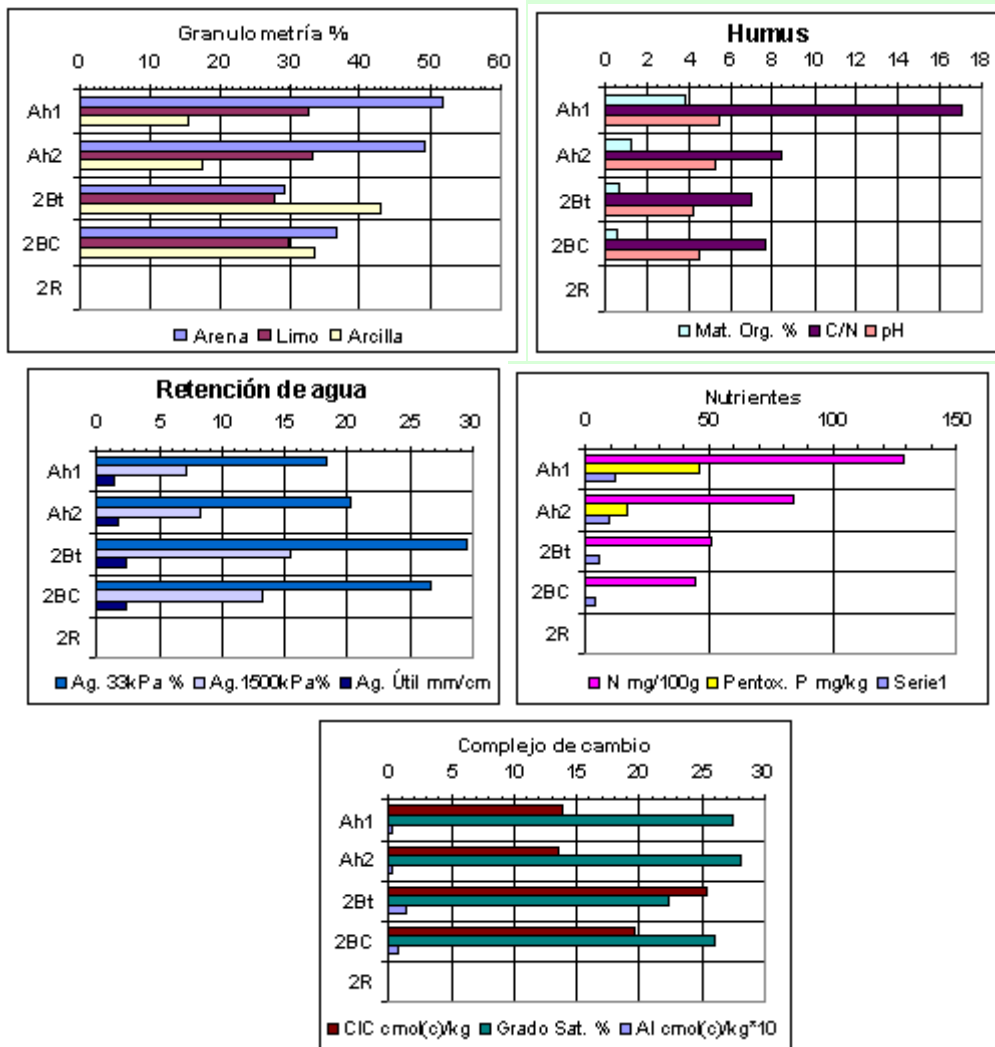 Granulometría %
0 10 20 30 40 50 60
Ah1
Ah2
2Bt
2BC
2R
Arena Limo Arcilla
Humus
0 2 4 6 8 10 12 14 16 18
Ah1
Ah2
2Bt
2BC
2R
Mat. Org. % C/N pH
Retención de agua
0 5 10 15 20 25 30
Ah1
Ah2
2Bt
2BC
2R
Ag. 33kPa % Ag.1500kPa% Ag. Útil mm/cm
Nutrientes
0 50 100 150
Ah1
Ah2
2Bt
2BC
2R
N mg/100g Pentox. P mg/kg Serie1
Complejo de cambio
0 5 10 15 20 25 30
Ah1
Ah2
2Bt
2BC
2R
CIC cmol(c)/kg Grado Sat. % Al cmol(c)/kg*10